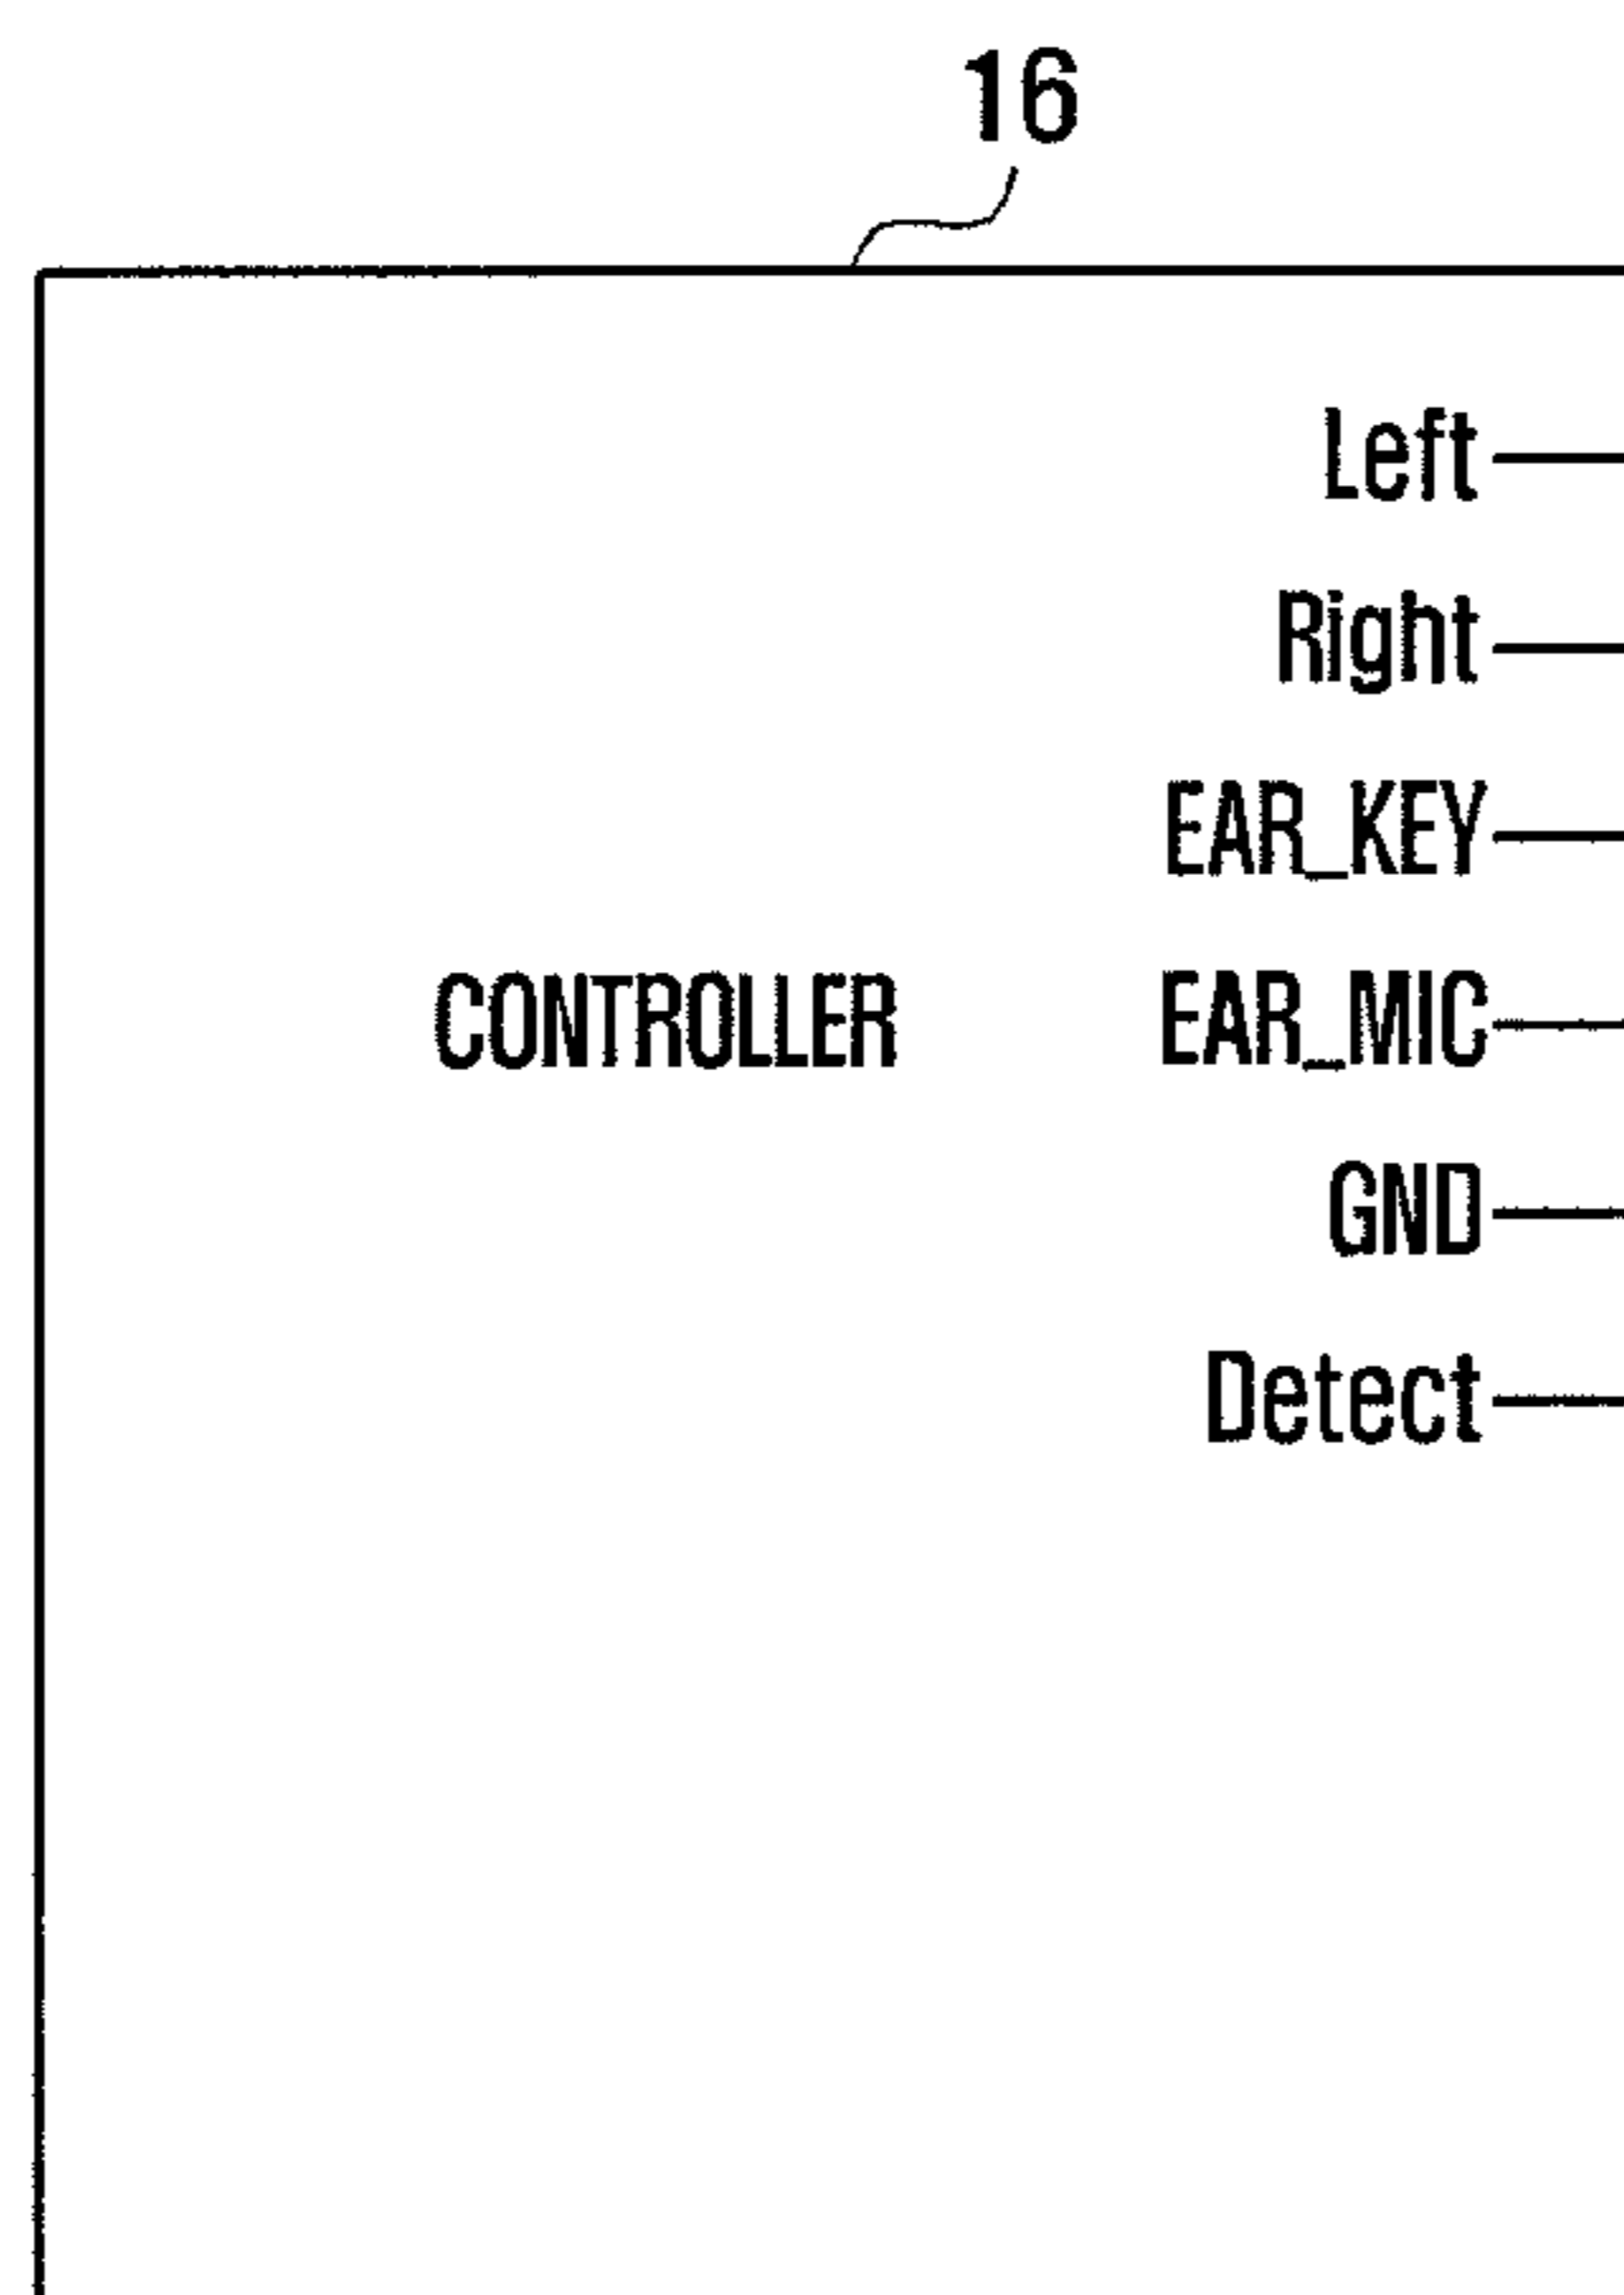 16
Left
Right
EAR_KEY
CONTROLLER
EAR_MIC
GND
Detect